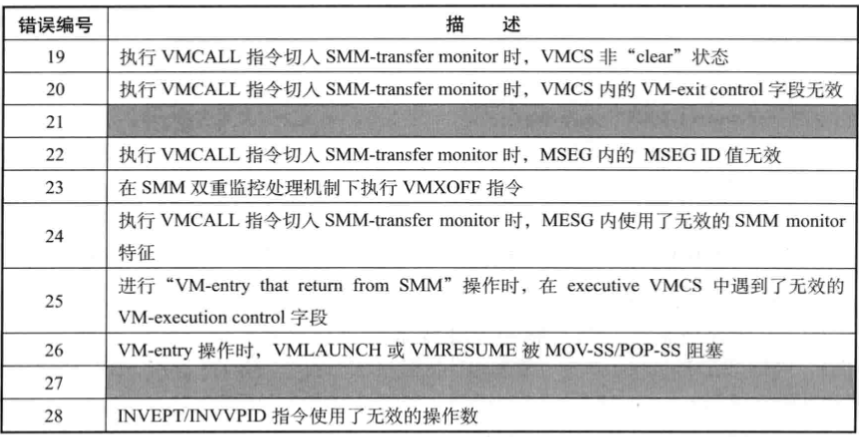 错误编号 描 述
19 执行 VMCALL 指令切入 SMM-transfer monitor 时，VMCS 非“clear”状态
20 执行 VMCALL 指令切入 SMM-transfer monitor 时，VMCS 内的 VM-exit control 字段无效
21
22 执行 VMCALL 指令切入 SMM-transfer monitor 时，MSEG 内的 MSEG ID 值无效
23 在 SMM 双重监控处理机制下执行 VMXOFF 指令
24 执行 VMCALL 指令切入 SMM-transfer monitor 时，MESG 内使用了无效的 SMM monitor
特征
25 进行“VM-entry that return from SMM”操作时，在 executive VMCS 中遇到了无效的
VM-execution control 字段
26 VM-entry 操作时，VMLAUNCH 或 VMRESUME 被 MOV-SS/POP-SS 阻塞
27
28 INVEPT/INVVPID 指令使用了无效的操作数